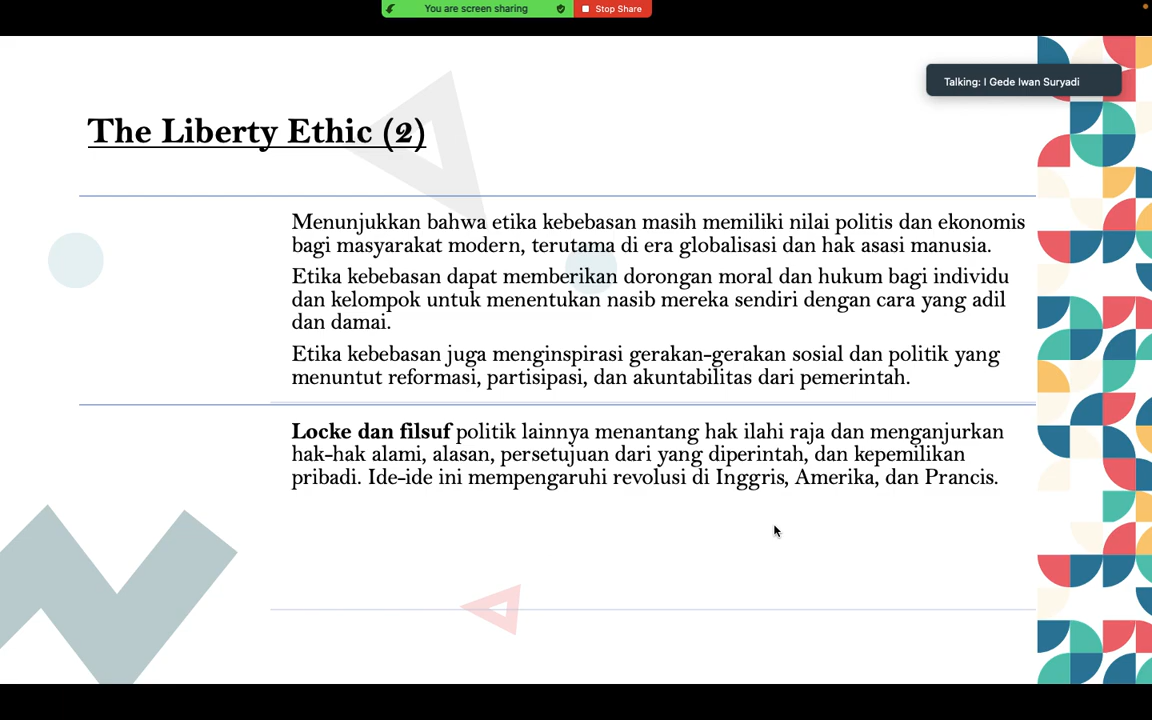 You are screen sharing
Stop Share
Talking: I Gede Iwan Suryadi
The Liberty Ethic (2)
Menunjukkan bahwa etika kebebasan masih memiliki nilai politis dan ekonomis
bagi masyarakat modern, terutama di era globalisasi dan hak asasi manusia.
Etika kebebasan dapat memberikan dorongan moral dan hukum bagi individu
dan kelompok untuk menentukan nasib mereka sendiri dengan cara yang adil
dan damai.
Etika kebebasan juga menginspirasi gerakan-gerakan sosial dan politik yang
menuntut reformasi, partisipasi, dan akuntabilitas dari pemerintah.
Locke dan filsuf politik lainnya menantang hak ilahi raja dan menganjurkan
hak-hak alami, alasan, persetujuan dari yang diperintah, dan kepemilikan
pribadi. Ide-ide ini mempengaruhi revolusi di Inggris, Amerika, dan Prancis.